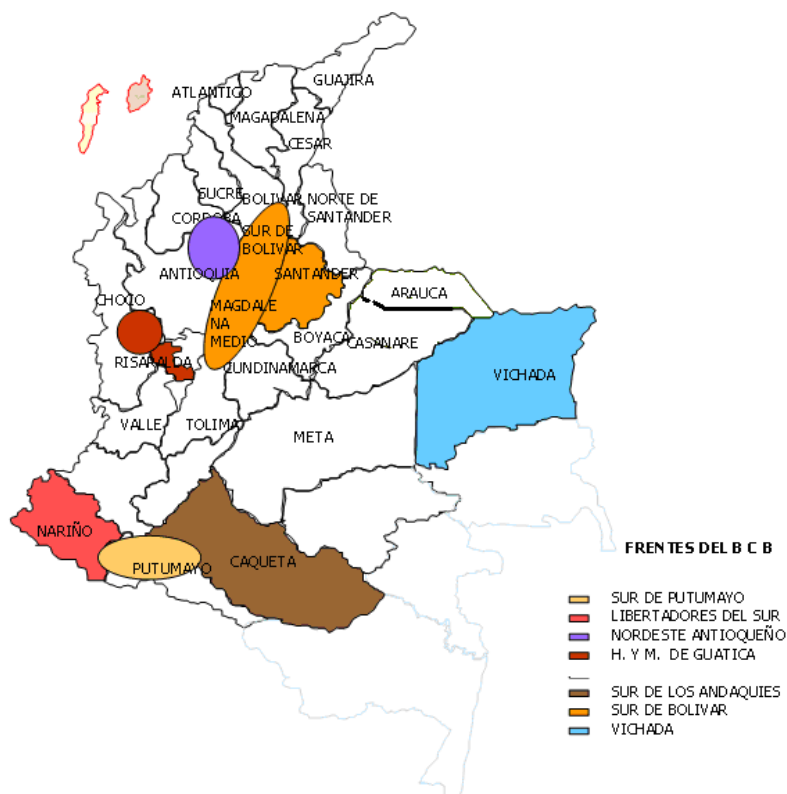 GUAJIRA
ATLANTICO
MAGADALENA
CESAR
SUCRE
BOLIVAR
NORTE DE
SANTANDER
CORDOBA
SUR DE
BOLIVAR
ANTIOQUIA
SANTANDER
ARAUCA
CHOCO
MAGDALE
NA
MEDIO
BOYACA
CASANARE
RISARALDA
CUNDINAMARCA
VICHADA
VALLE
TOLIMA
META
NARIÑO
PUTUMAYO
CAQUETA
FRENTES DEL B C B
SUR DE PUTUMAYO
LIBERTADORES DEL SUR
NORDESTE ANTIOQUEÑO
H. Y M. DE GUATICA
SUR DE LOS ANDAQUIES
SUR DE BOLIVAR
VICHADA